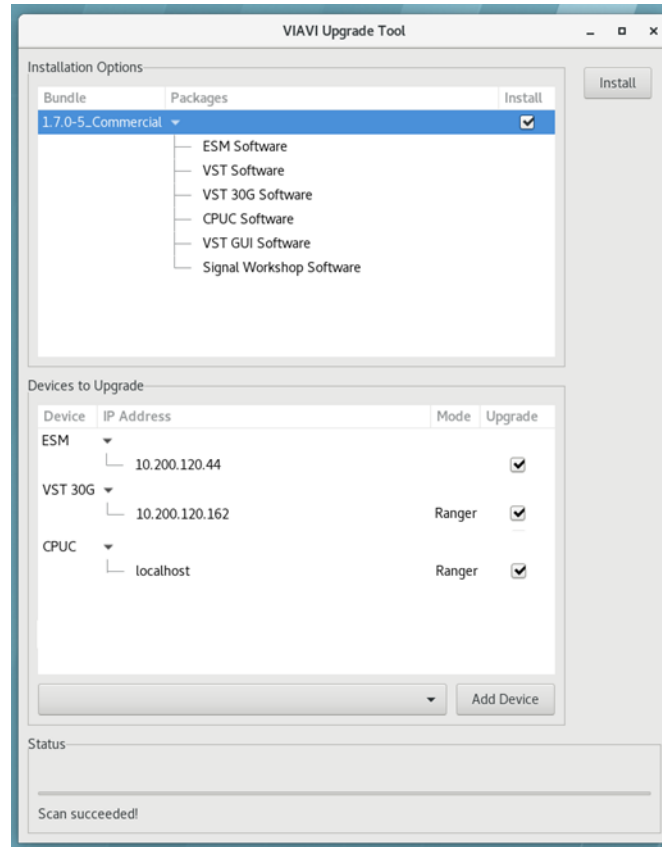 VIAVI Upgrade Tool
Installation Options
Install
Bundle Packages Install
1.7.0-5_Commercial
ESM Software
VST Software
VST 30G Software
CPUC Software
VST GUI Software
Signal Workshop Software
Devices to Upgrade
Device IP Address Mode Upgrade
ESM
10.200.120.44
VST 30G
10.200.120.162 Ranger
CPUC
localhost Ranger
Add Device
Status
Scan succeeded!